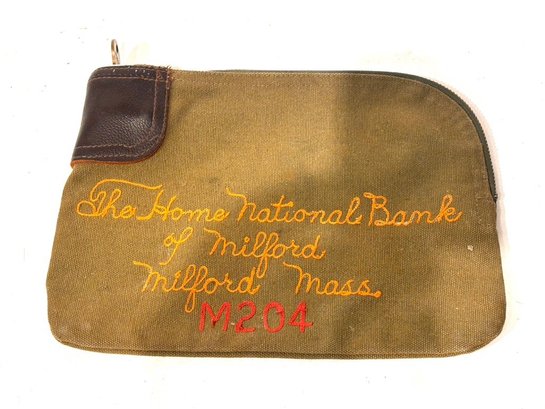 The Home National Bank
of Milford
Milford Mass.
M204